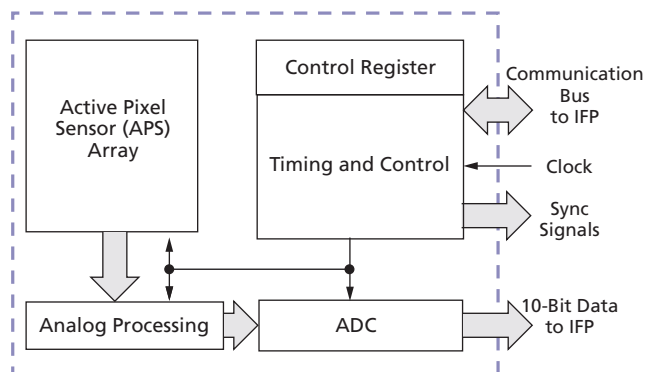 Active Pixel
Sensor (APS)
Array
Control Register
Timing and Control
Communication
Bus
to IFP
Clock
Sync
Signals
Analog Processing
ADC
10-Bit Data
to IFP